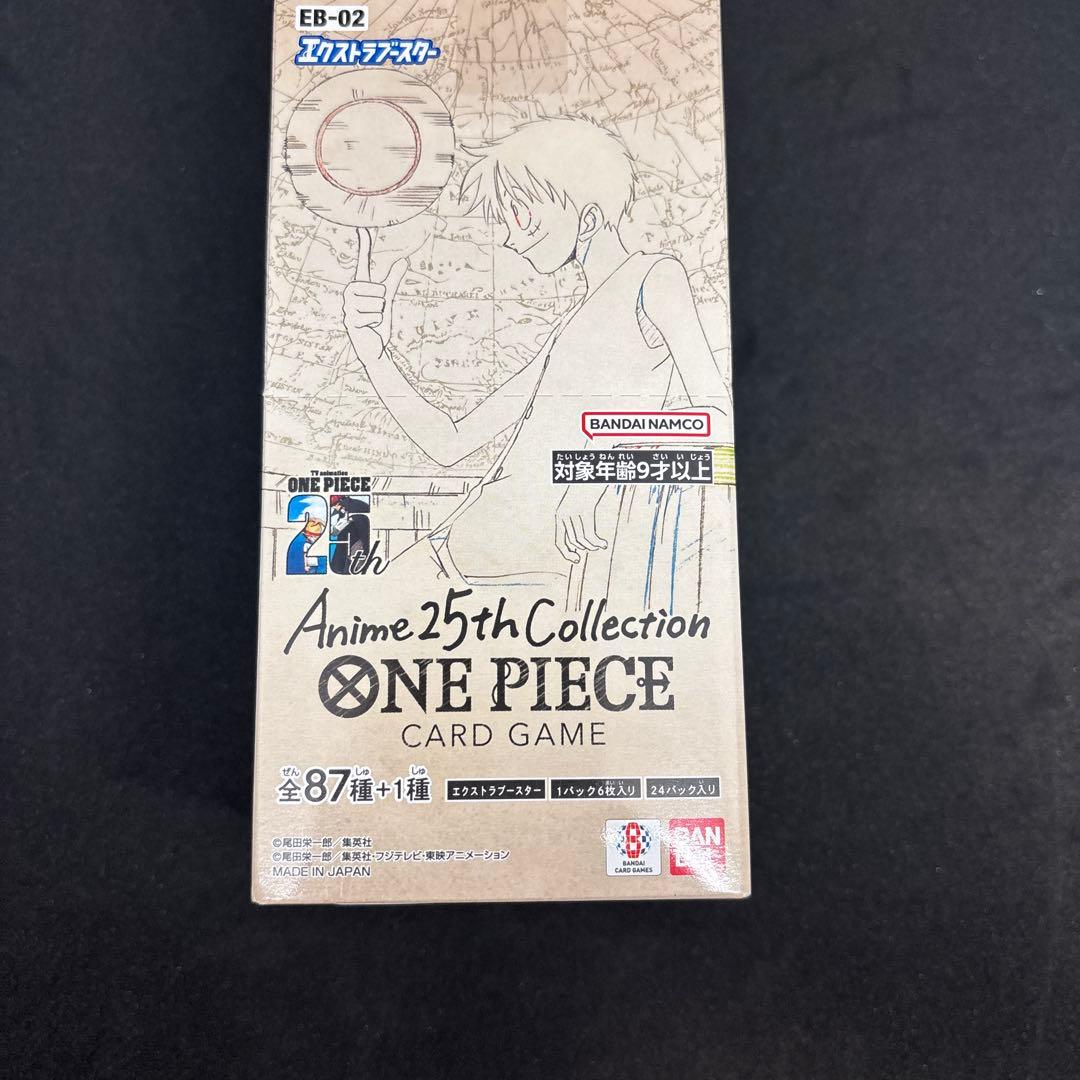 EB-02
エクストラブースター
BANDAI NAMCO
たいしょうねんれい さいいじょう
対象年齢9才以上
TV animation
ONE PIECE
25th
Anime 25th Collection
ONE PIECE
CARD GAME
ぜん しゅ しゅ
全87種+1種
エクストラブースター
まい い
1パック6枚入り
い
24パック入り
©尾田栄一郎/集英社
©尾田栄一郎/集英社・フジテレビ・東映アニメーション
MADE IN JAPAN
BANDAI
CARD GAMES
BAN